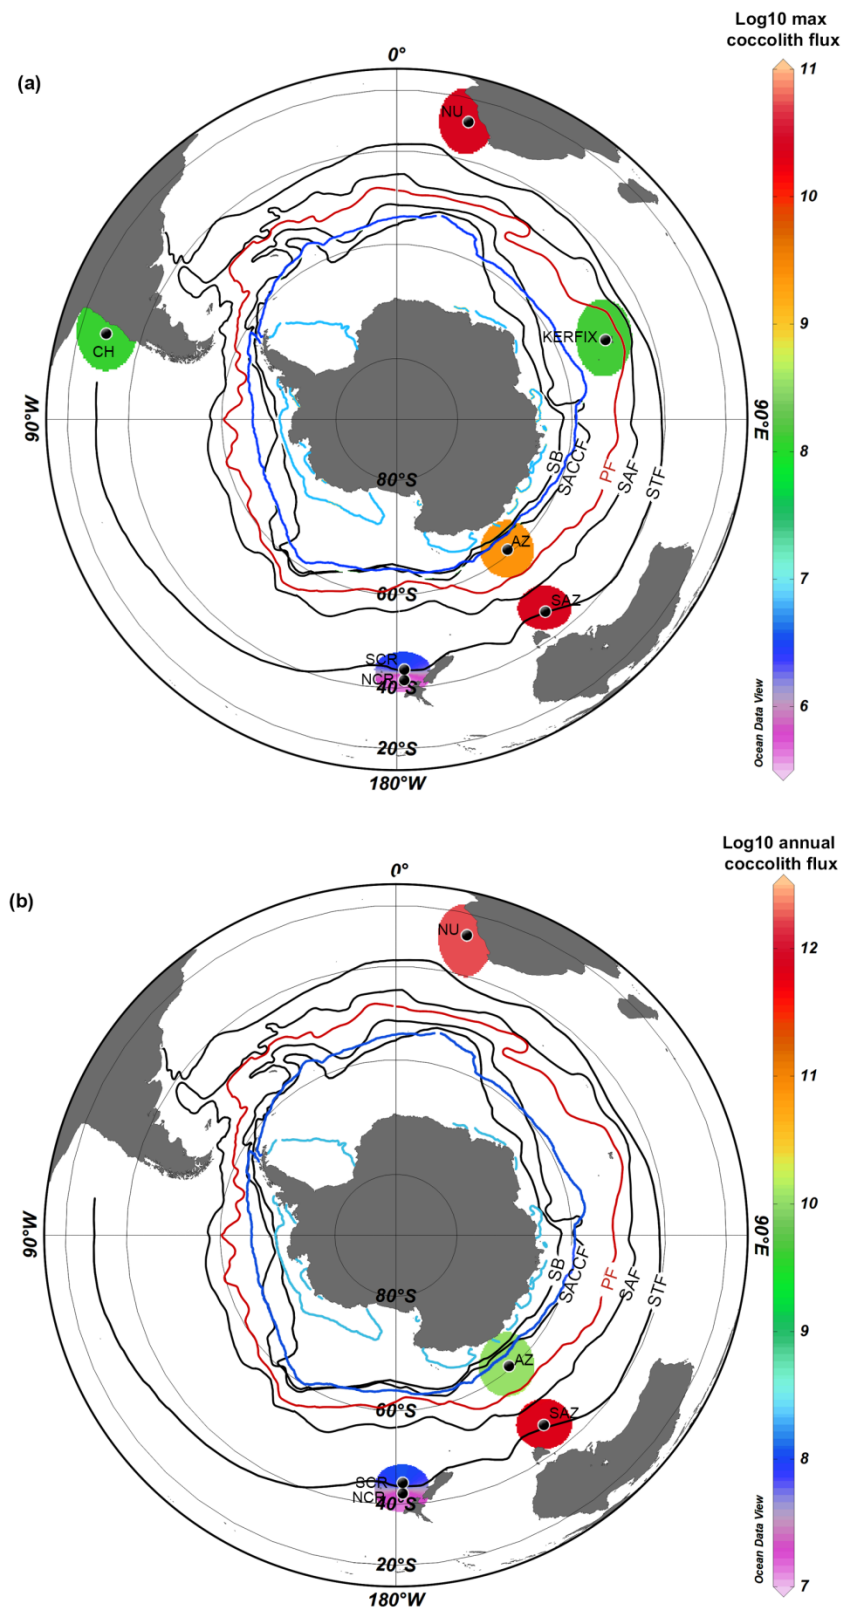 Log10 max
coccolith flux
(a)
0°
11
NU
10
9
KERFIX
CH
8
90°W
90°E
SB
SACCF
PF
SAF
STF
80°S
7
AZ
60°S
SAZ
SCR
NCR
40°S
6
20°S
Ocean Data View
180°W
Log10 annual
coccolith flux
(b)
0°
12
NU
11
10
90°W
90°E
SB
SACCF
PF
SAF
STF
80°S
9
AZ
60°S
SAZ
8
SCR
NCR
40°S
20°S
Ocean Data View
7
180°W